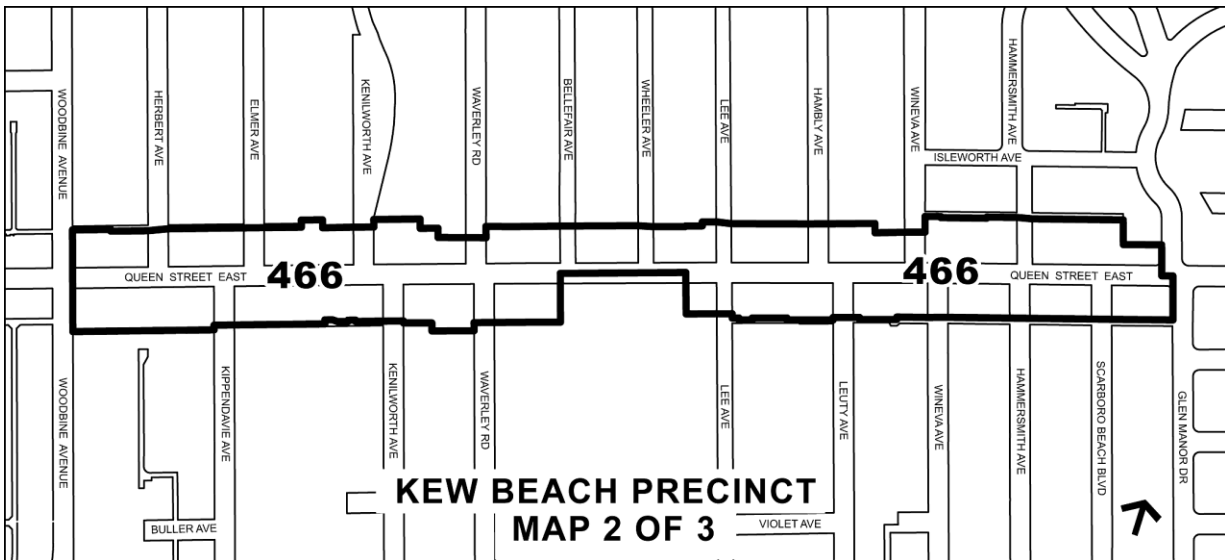 WOODBINE AVENUE
HERBERT AVE
ELMER AVE
KENILWORTH AVE
WAVERLEY RD
BELLEFAIR AVE
WHEELER AVE
LEE AVE
HAMBLY AVE
WINEVA AVE
HAMMERSMITH AVE
ISLEWORTH AVE
QUEEN STREET EAST
466
466
QUEEN STREET EAST
WOODBINE AVENUE
KIPPENDAVIE AVE
KENILWORTH AVE
WAVERLEY RD
LEE AVE
LEUTY AVE
WINEVA AVE
HAMMERSMITH AVE
SCARBORO BEACH BLVD
GLEN MANOR DR
BULLER AVE
KEW BEACH PRECINCT
MAP 2 OF 3
VIOLET AVE